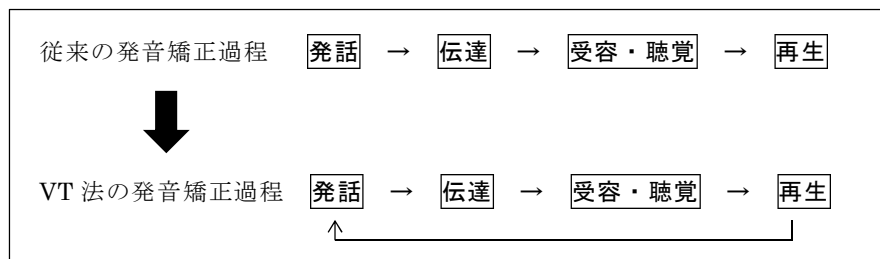 従来の発音矯正過程 発話 → 伝達 → 受容・聴覚 → 再生
VT 法の発音矯正過程 発話 → 伝達 → 受容・聴覚 → 再生